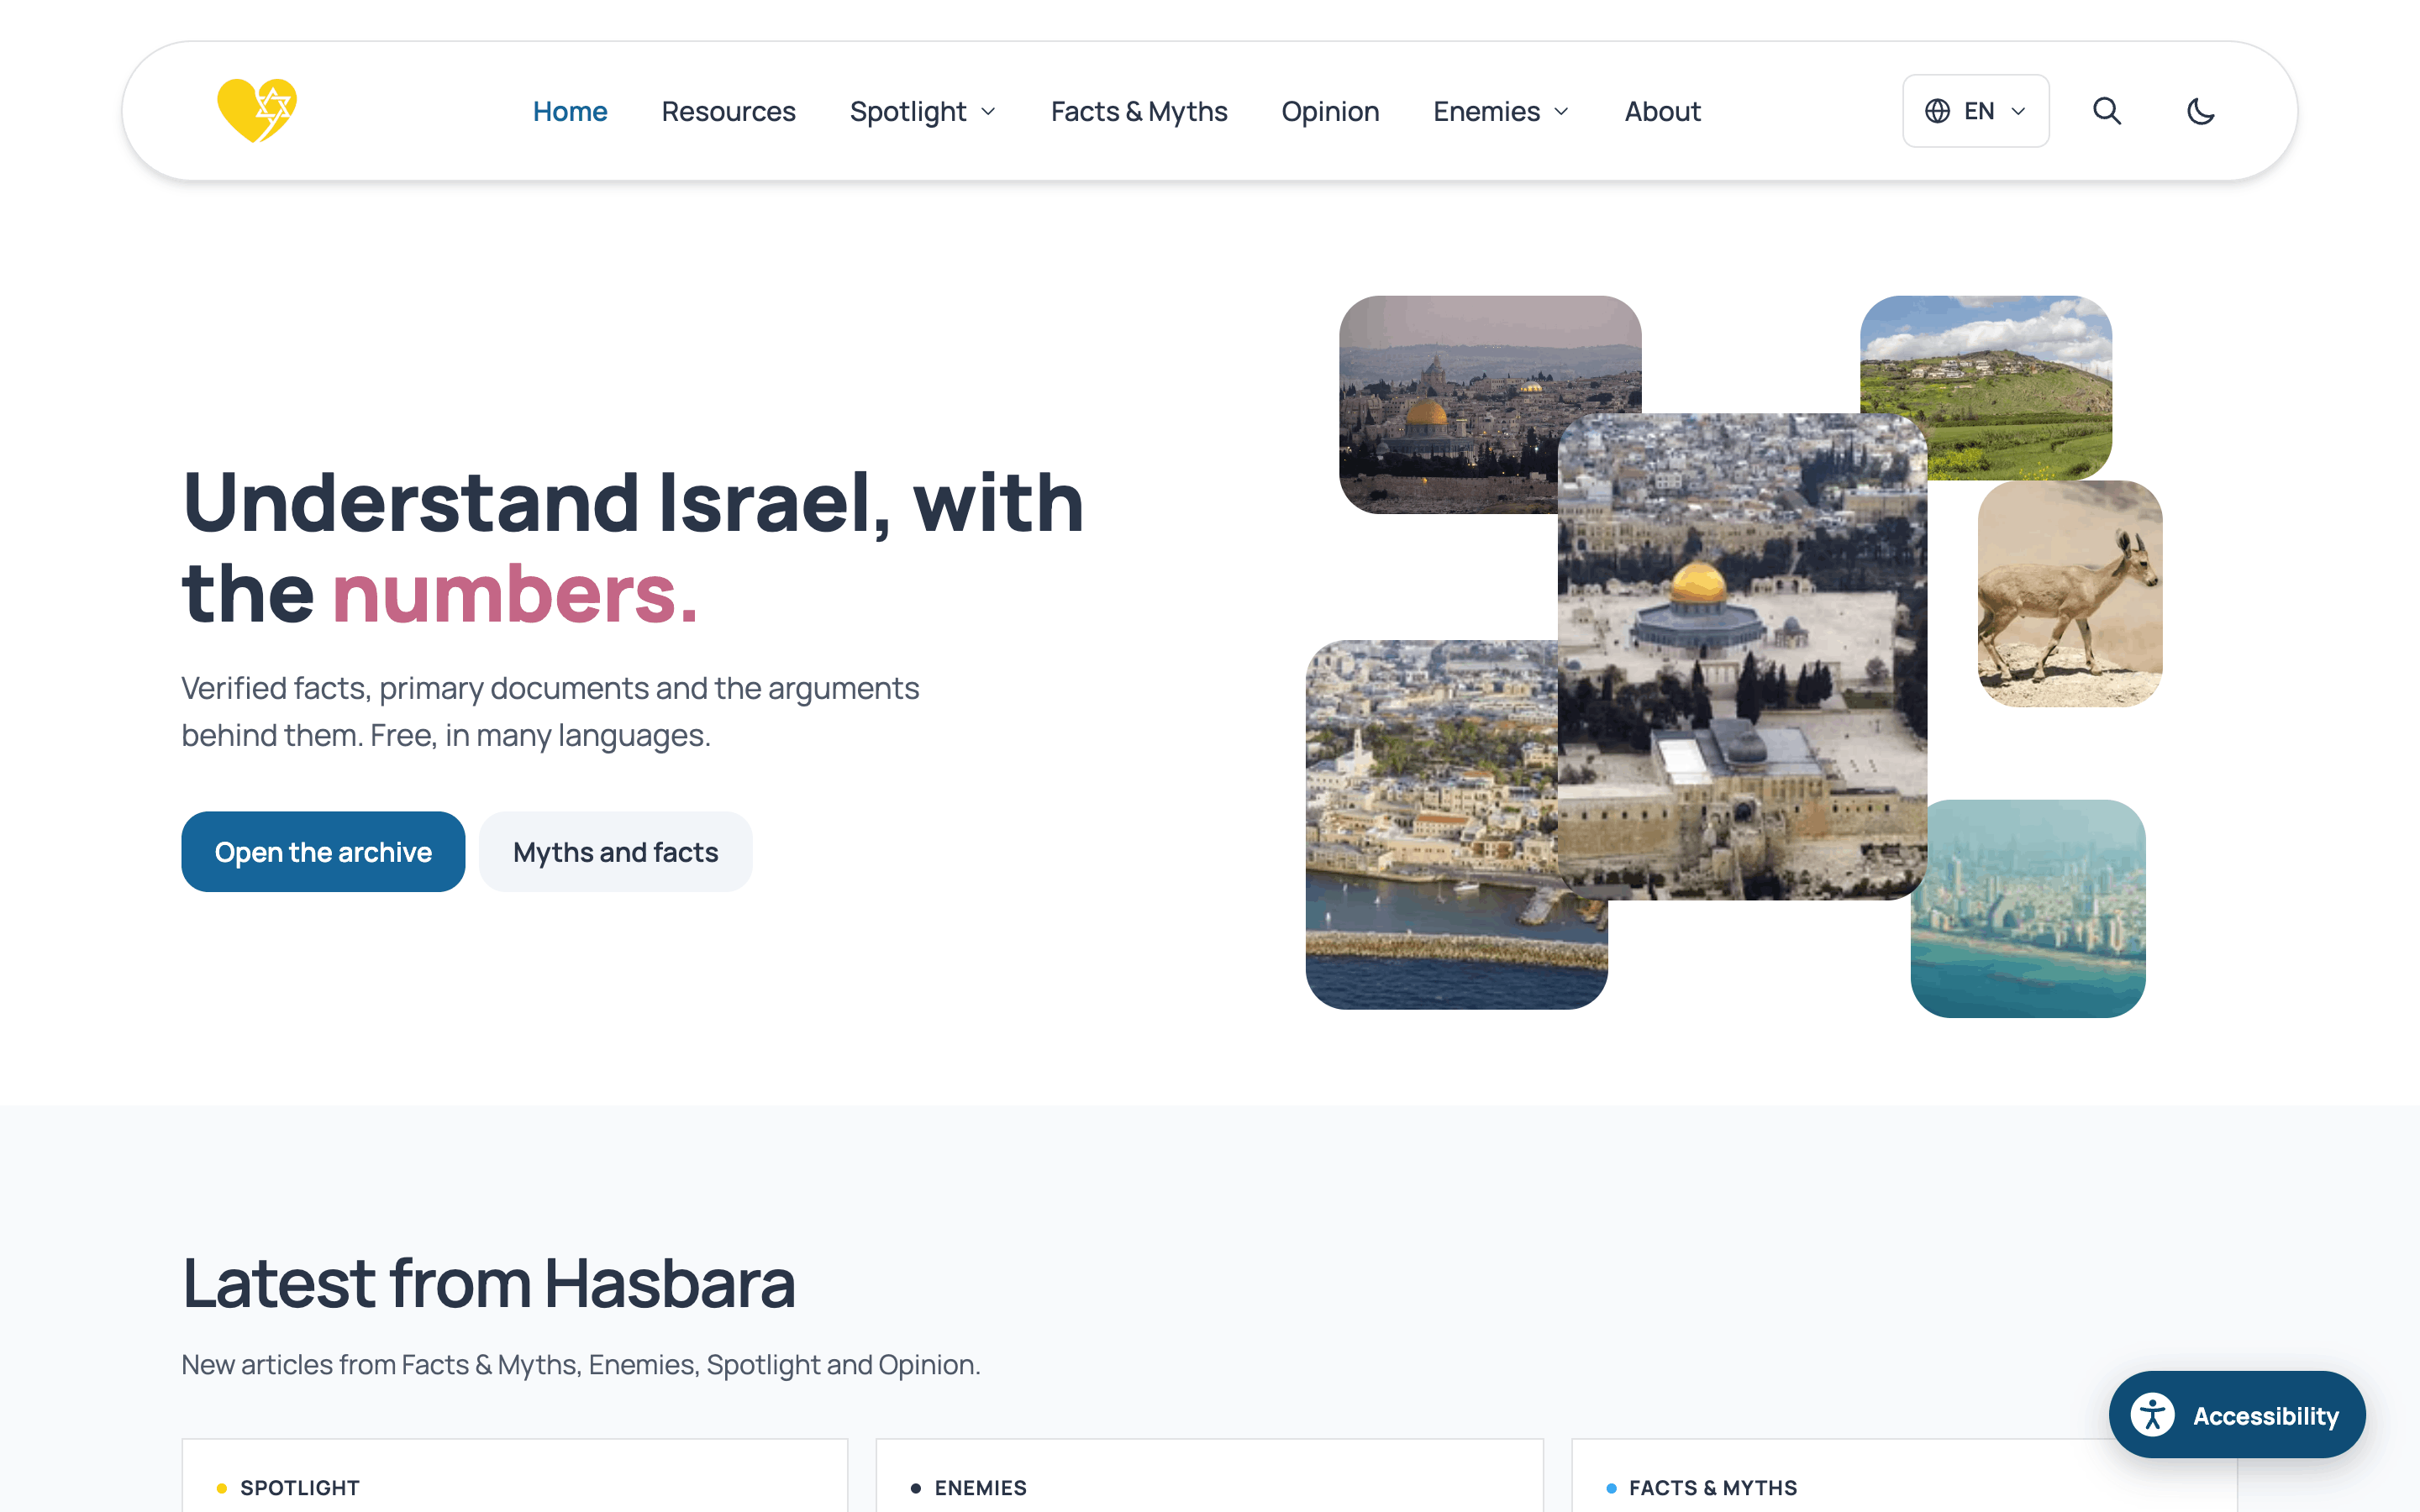 Home
Resources
Spotlight
Facts & Myths
Opinion
Enemies
About
EN
Understand Israel, with
the numbers.
Verified facts, primary documents and the arguments
behind them. Free, in many languages.
Open the archive
Myths and facts
Latest from Hasbara
New articles from Facts & Myths, Enemies, Spotlight and Opinion.
Accessibility
SPOTLIGHT
ENEMIES
FACTS & MYTHS